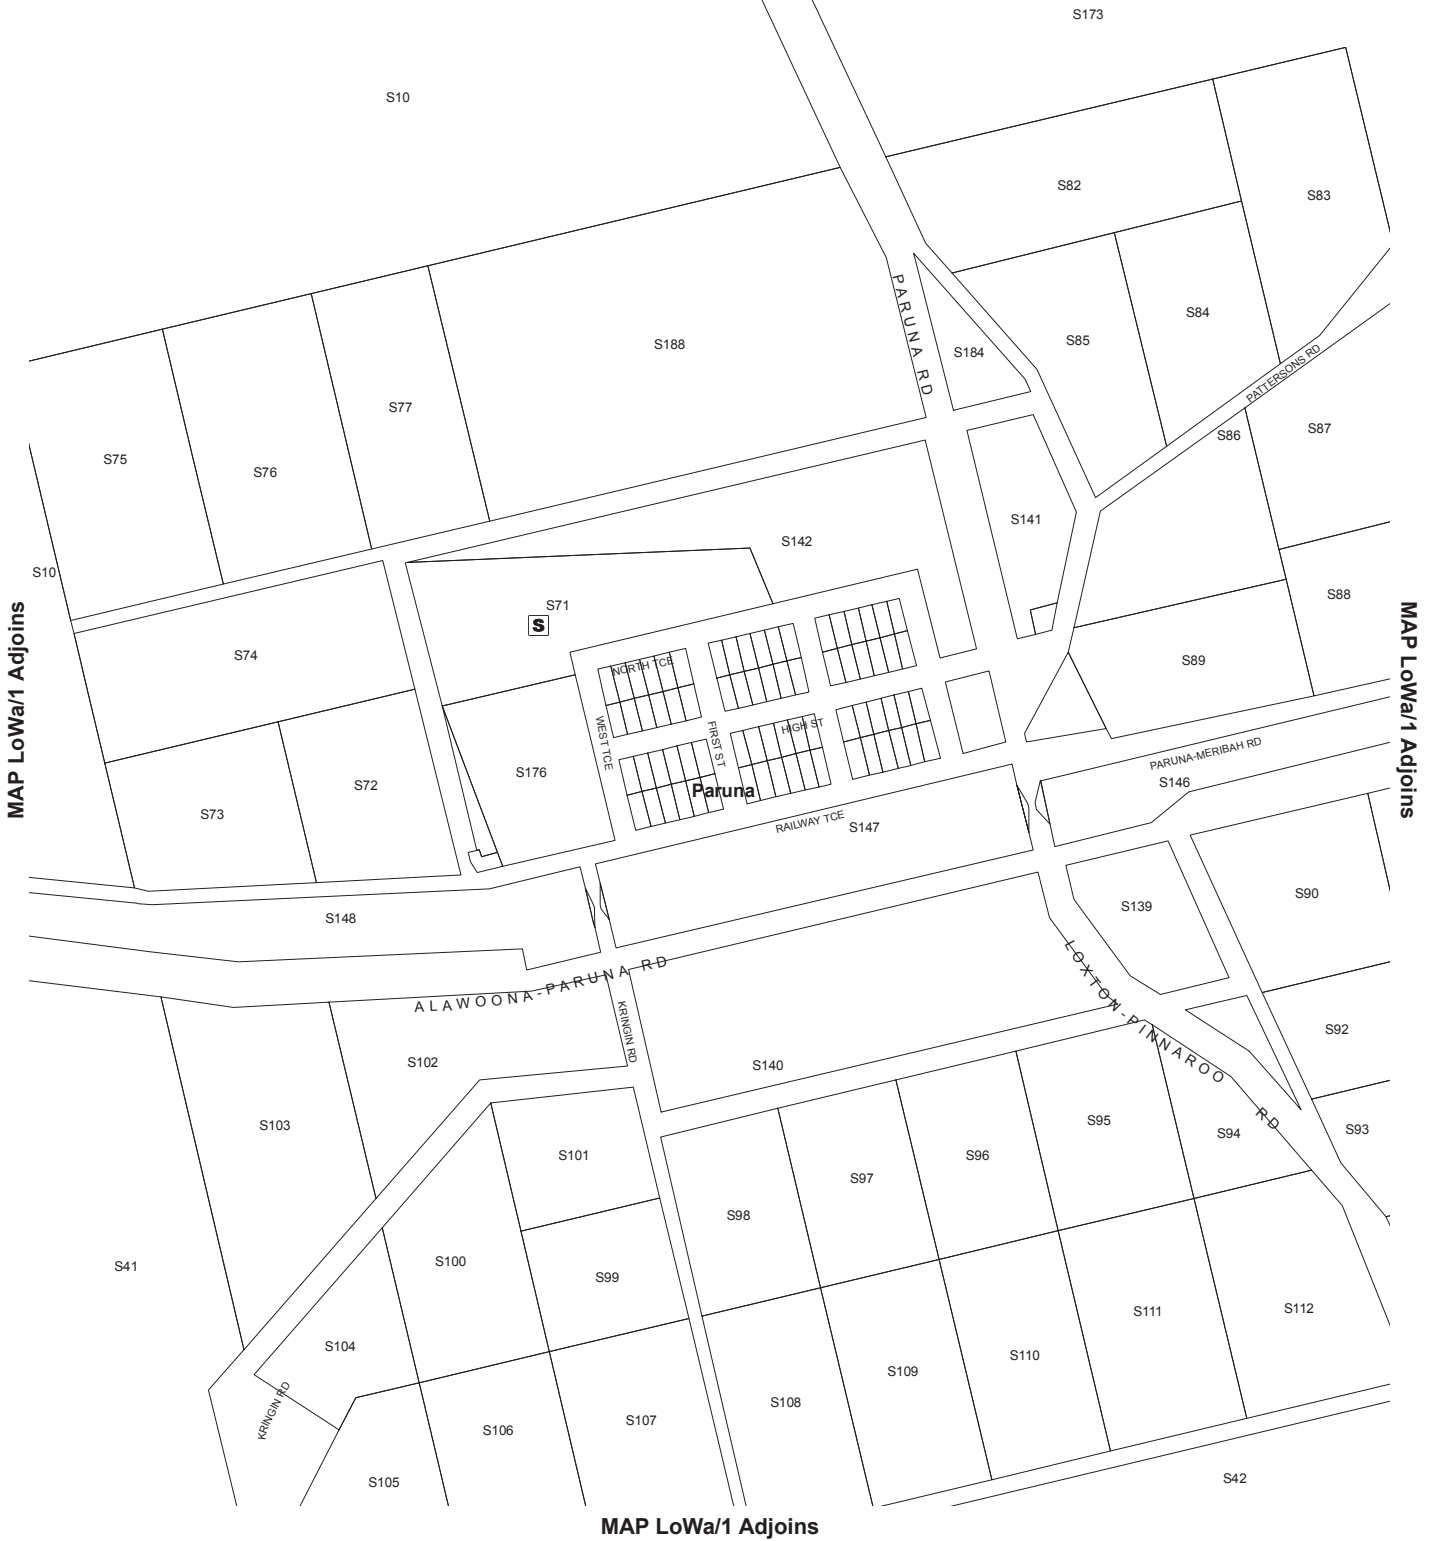 S173
S10
S82
S83
S84
S85
S188
PARUNA RD
S184
PATTERSONS RD
S77
S87
S86
S75
S76
S141
S142
S10
S88
S71
S
S74
S89
NORTH TCE
MAP LoWa/1 Adjoins
MAP LoWa/1 Adjoins
HIGH ST
WEST TCE
FIRST ST
PARUNA-MERIBAH RD
S176
S146
S72
Paruna
S73
RAILWAY TCE
S147
S90
S139
S148
LOXTON-PINNAROO RD
ALAWOONA-PARUNA RD
KRINGIN RD
S92
S102
S140
S103
S95
S94
S93
S101
S96
S97
S98
S41
S100
S99
S112
S111
S104
S110
S109
KRINGIN RD
S108
S107
S106
S105
S42
MAP LoWa/1 Adjoins